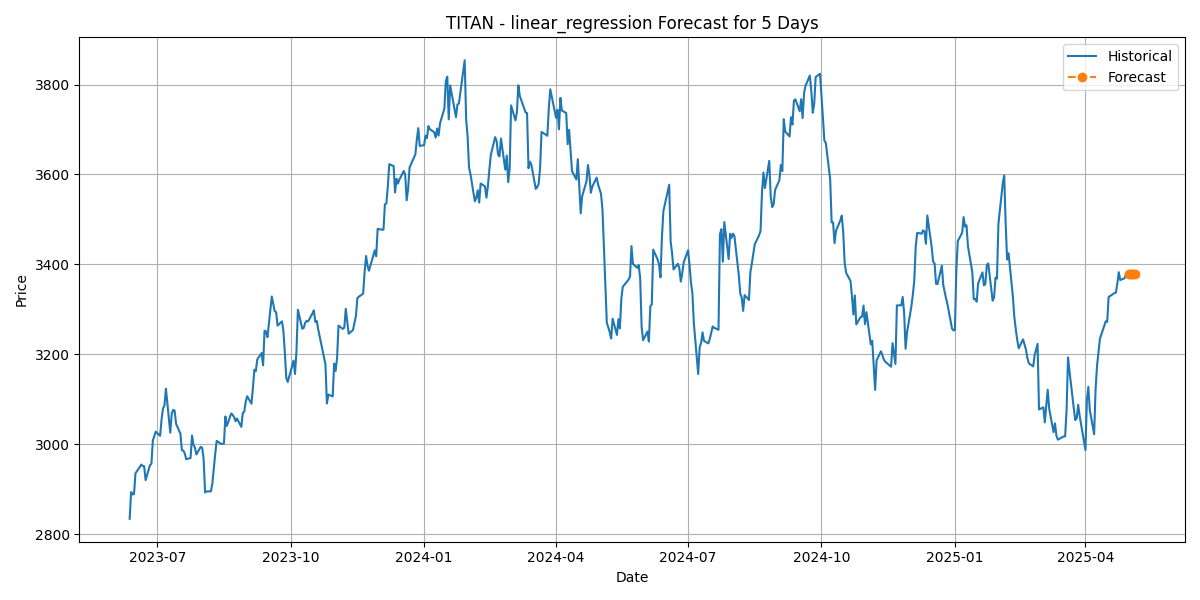 TITAN - linear_regression Forecast for 5 Days
Historical
Forecast
3800
3600
3400
3200
3000
2800
Price
2023-07 2023-10 2024-01 2024-04 2024-07 2024-10 2025-01 2025-04
Date